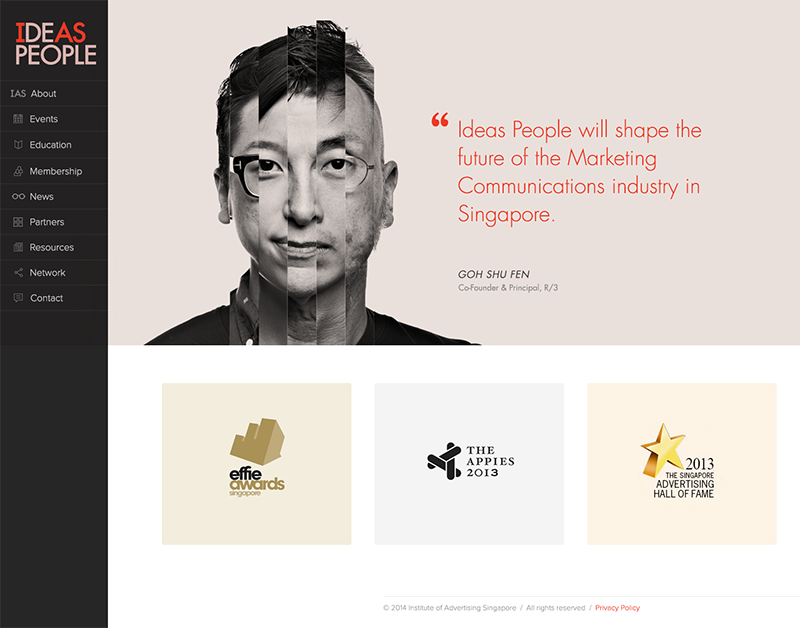 IDEAS
PEOPLE
IAS About
Events
Education
Membership
News
Partners
Resources
Network
Contact
“ Ideas People will shape the
future of the Marketing
Communications industry in
Singapore.
GOH SHU FEN
Co-Founder & Principal, R/3
effie
awards
singapore
THE
APPIES
2013
2013
THE SINGAPORE
ADVERTISING
HALL OF FAME
© 2014 Institute of Advertising Singapore / All rights reserved / Privacy Policy